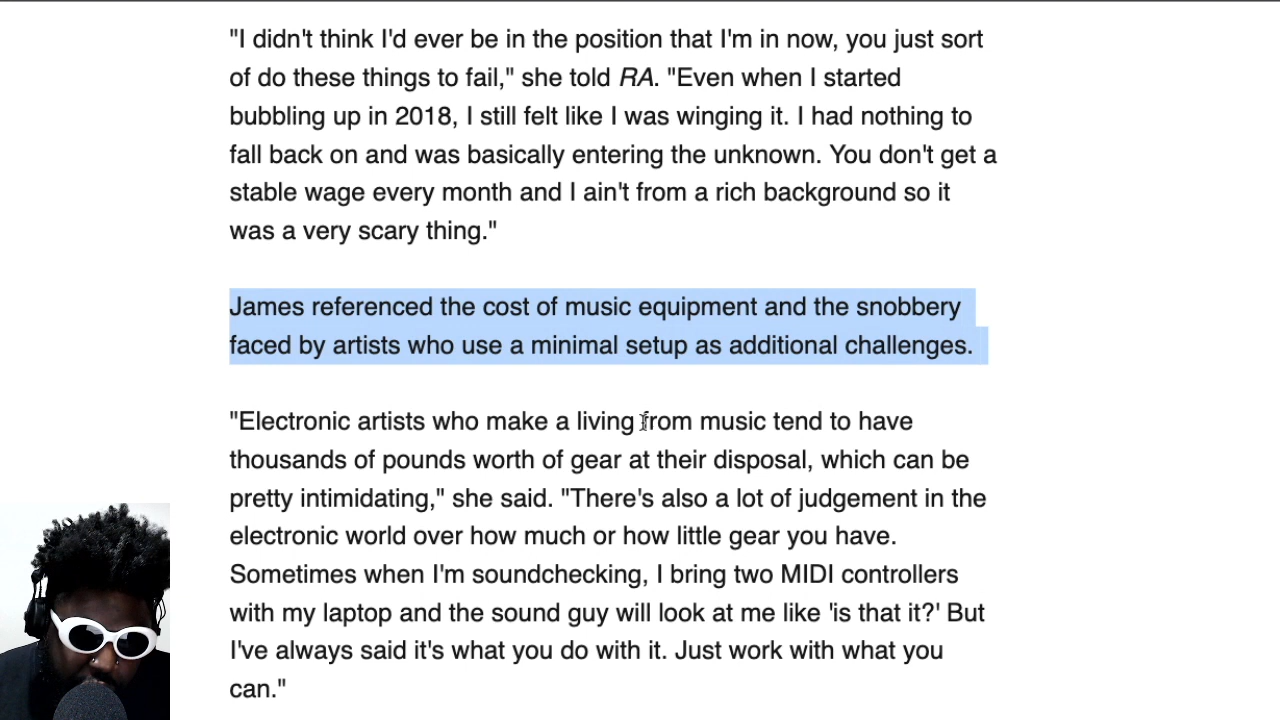 "I didn't think I'd ever be in the position that I'm in now, you just sort
of do these things to fail," she told RA. "Even when I started
bubbling up in 2018, I still felt like I was winging it. I had nothing to
fall back on and was basically entering the unknown. You don't get a
stable wage every month and I ain't from a rich background so it
was a very scary thing."
James referenced the cost of music equipment and the snobbery
faced by artists who use a minimal setup as additional challenges.
"Electronic artists who make a living from music tend to have
thousands of pounds worth of gear at their disposal, which can be
pretty intimidating," she said. "There's also a lot of judgement in the
electronic world over how much or how little gear you have.
Sometimes when I'm soundchecking, I bring two MIDI controllers
with my laptop and the sound guy will look at me like 'is that it?' But
I've always said it's what you do with it. Just work with what you
can."